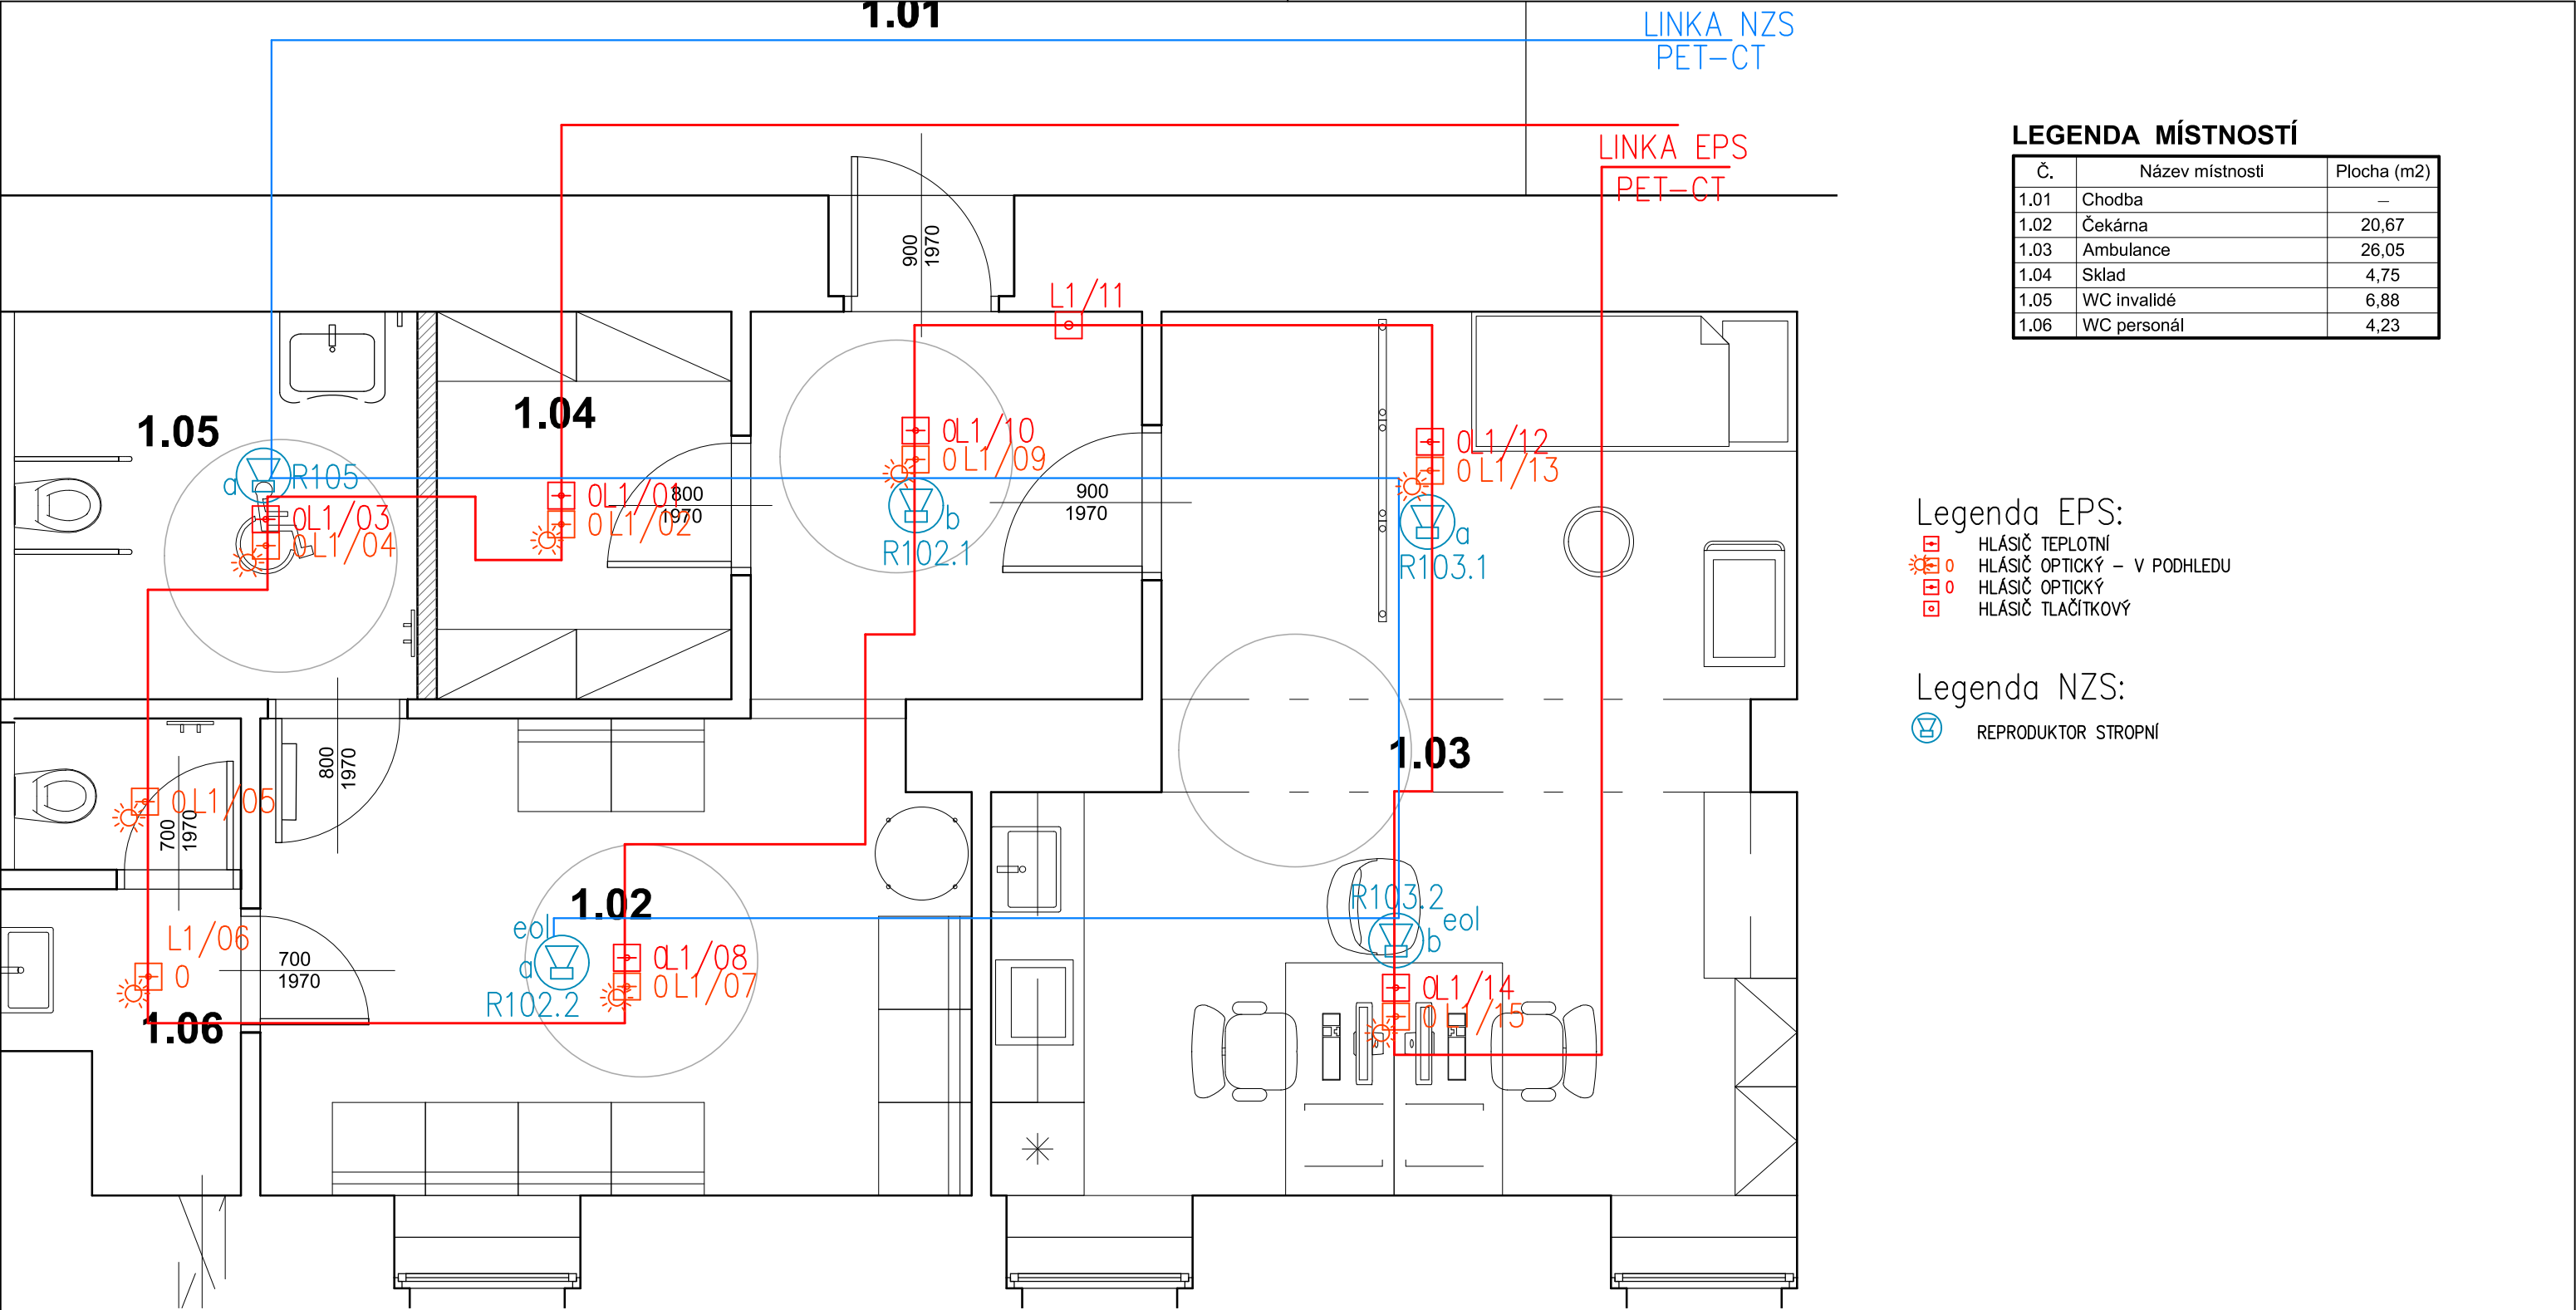 1.01
LINKA NZS
PET-CT
LINKA EPS
PET-CT
LEGENDA MÍSTNOSTÍ
Č. Název místnosti Plocha (m2)
1.01 Chodba –
1.02 Čekárna 20,67
1.03 Ambulance 26,05
1.04 Sklad 4,75
1.05 WC invalidé 6,88
1.06 WC personál 4,23
900
1970
L1/11
1.05
1.04
0L1/10
0L1/09
0L1/12
0L1/13
a R105
0L1/01
0L1/02
800
1970
900
1970
b
R102.1
a
R103.1
0L1/03
0L1/04
Legenda EPS:
HLÁSIČ TEPLOTNÍ
0 HLÁSIČ OPTICKÝ – V PODHLEDU
0 HLÁSIČ OPTICKÝ
HLÁSIČ TLAČÍTKOVÝ
Legenda NZS:
REPRODUKTOR STROPNÍ
800
1970
1.03
0L1/05
700
1970
1.02
R103.2
eol
b
eol
a
R102.2
L1/06
0
700
1970
0L1/08
0L1/07
0L1/14
0L1/15
1.06